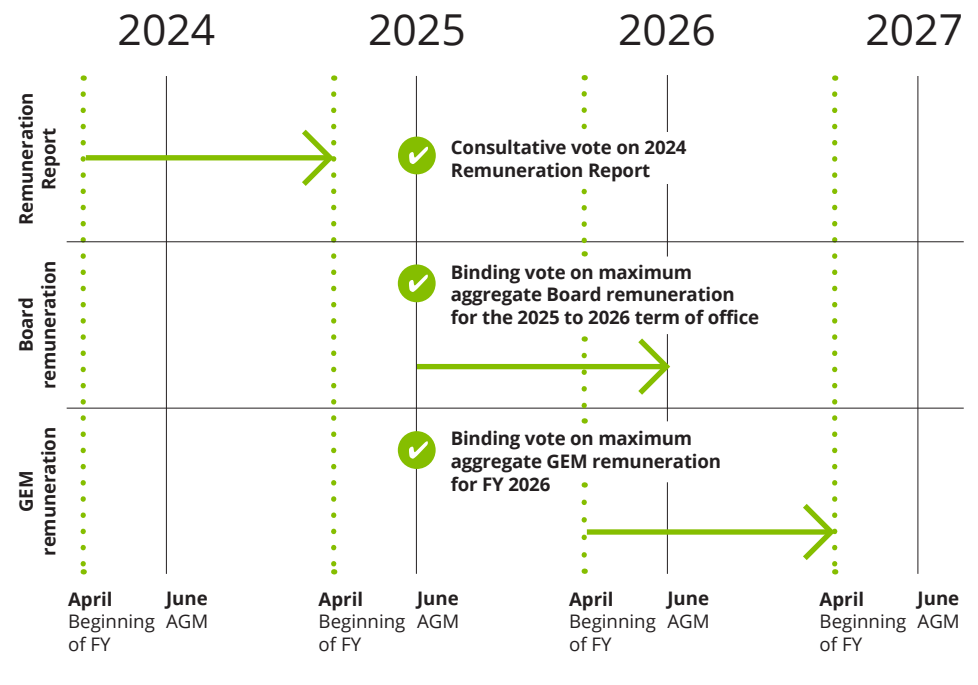 2024
2025
2026
2027
Remuneration
Report
Consultative vote on 2024
Remuneration Report
Board
remuneration
Binding vote on maximum
aggregate Board remuneration
for the 2025 to 2026 term of office
GEM
remuneration
Binding vote on maximum
aggregate GEM remuneration
for FY 2026
April
Beginning
of FY
June
AGM
April
Beginning
of FY
June
AGM
April
Beginning
of FY
June
AGM
April
Beginning
of FY
June
AGM